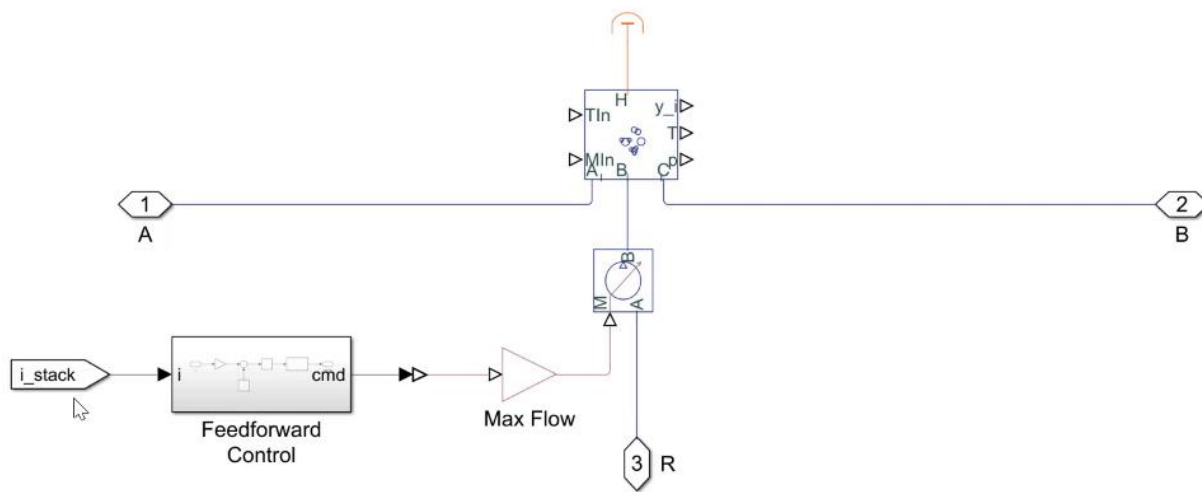 H
TIn
y_i
T
MIn
p
A
B
C
1
A
2
B
B
M
A
i_stack
i
cmd
Feedforward
Control
Max Flow
3
R